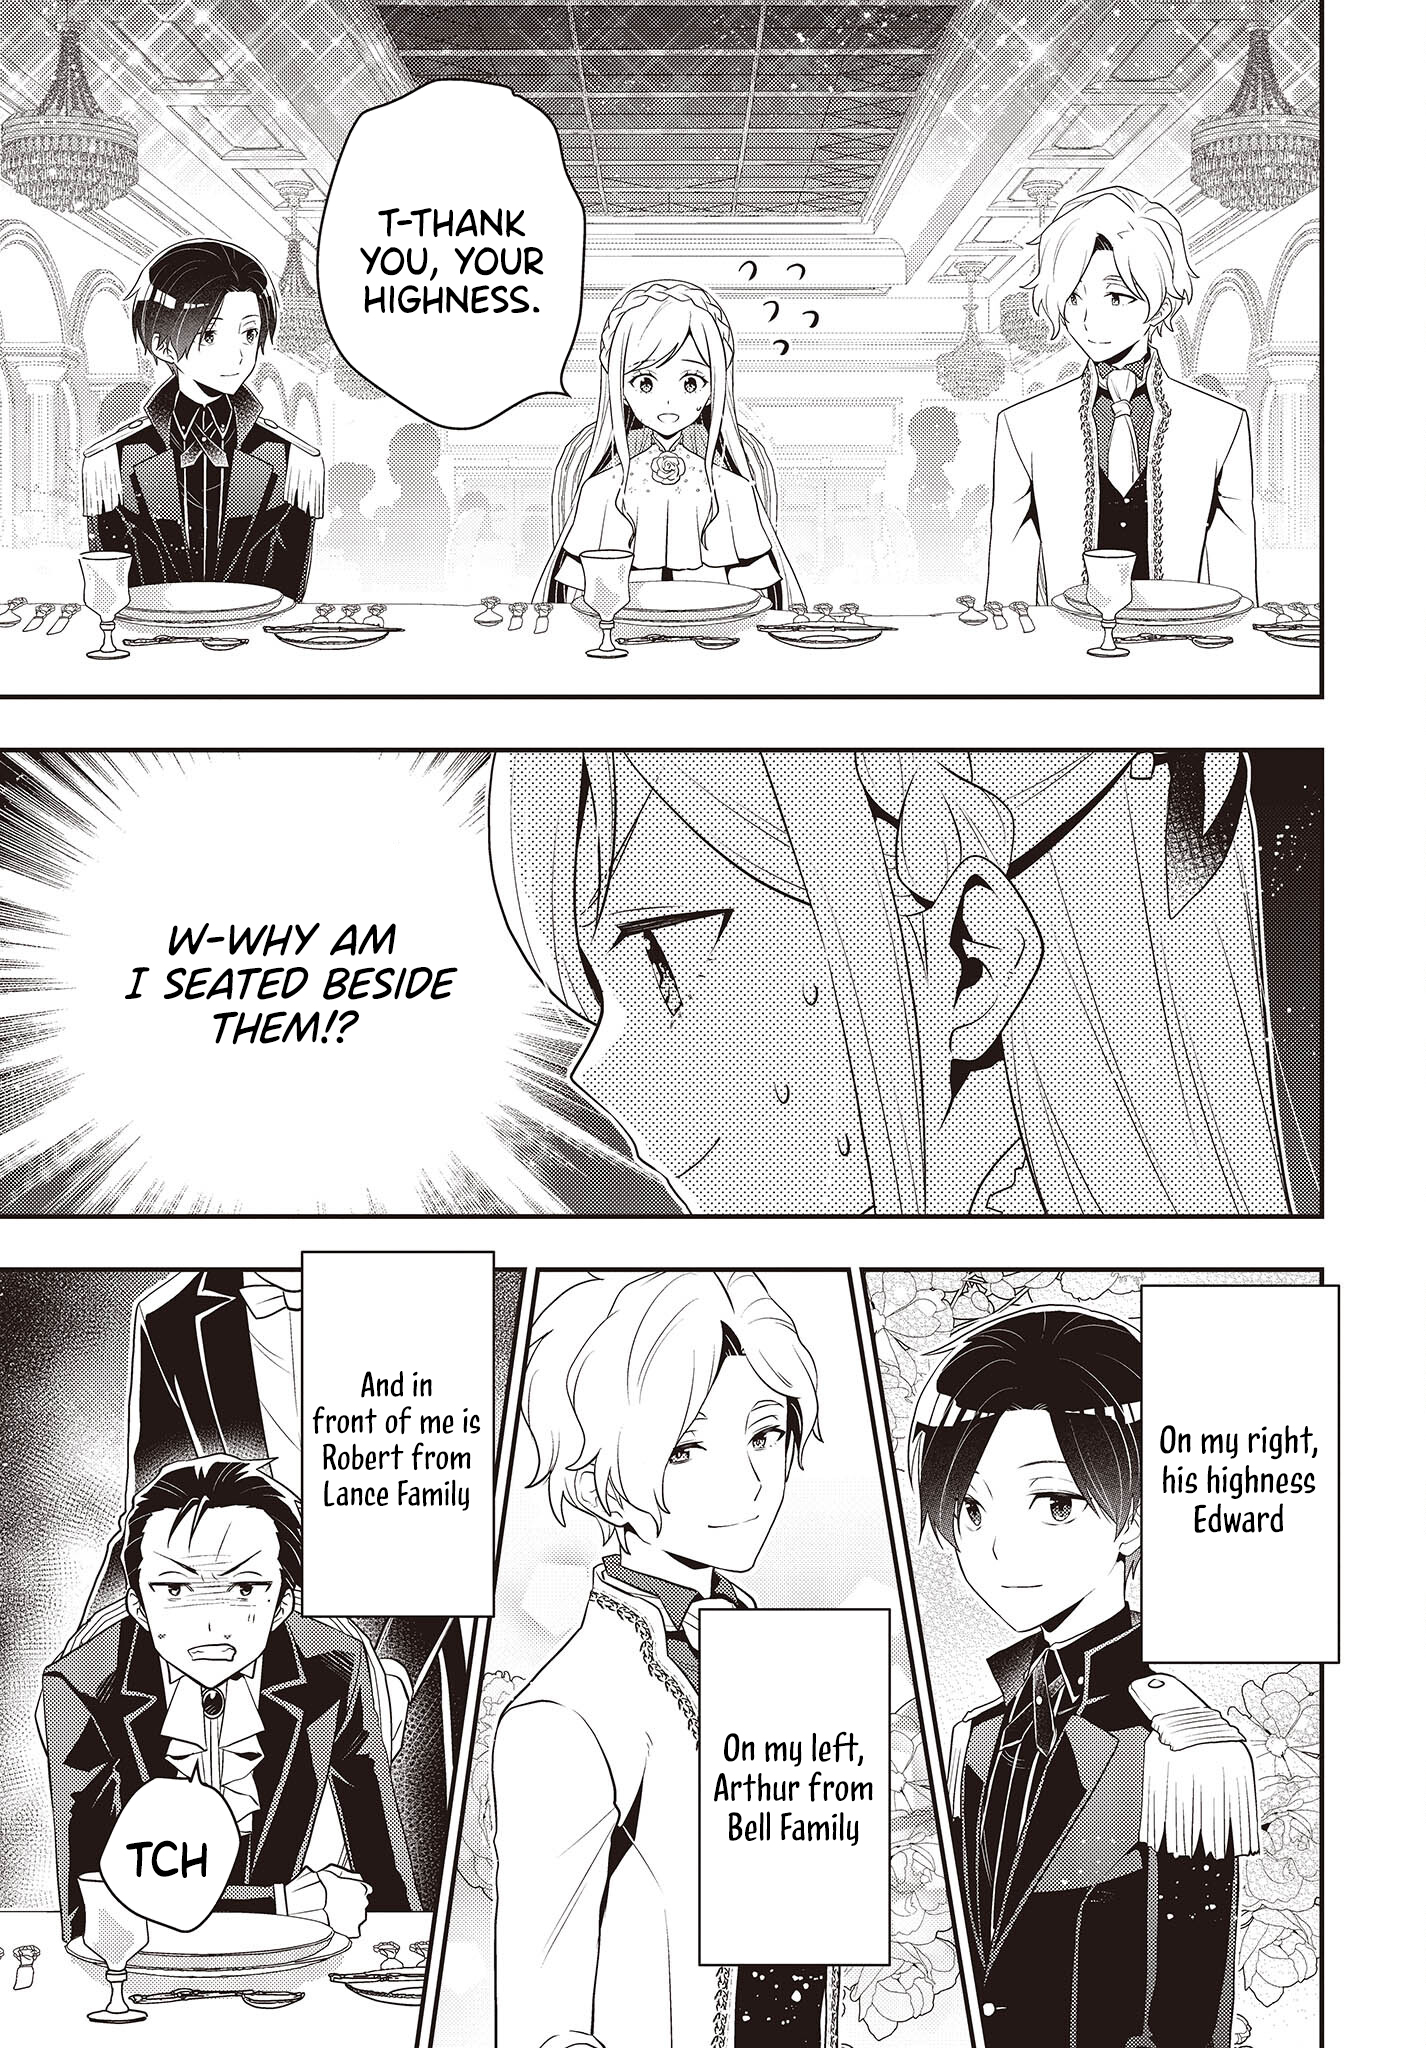 T-THANK
YOU, YOUR
HIGHNESS.
W-WHY AM
I SEATED BESIDE
THEM!?
On my right,
his highness
Edward
On my left,
Arthur from
Bell Family
And in
front of me is
Robert from
Lance Family
TCH